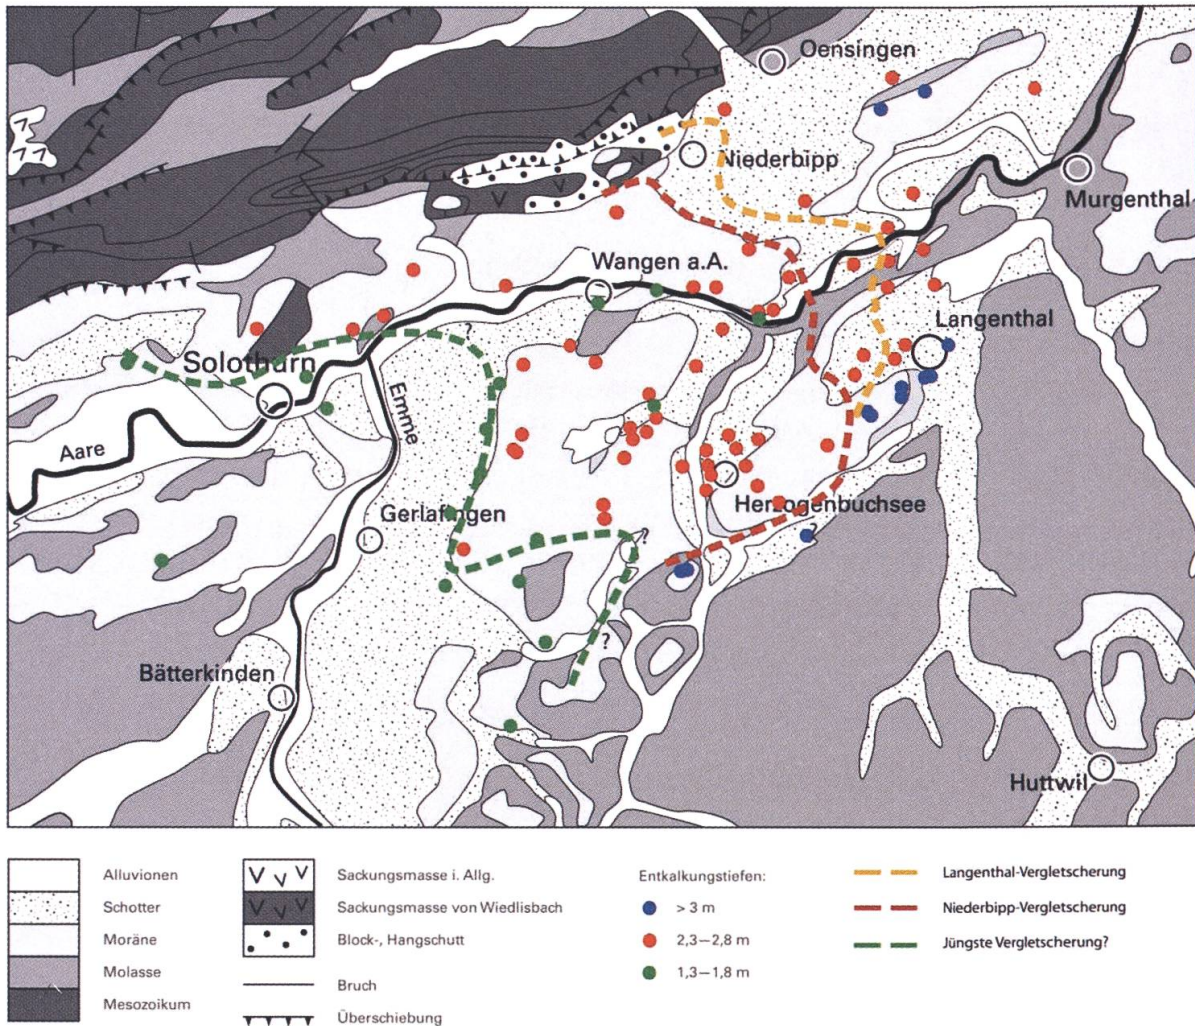 Oensingen
Niederbipp
Murgenthal
Wangen a.A.
Langenthal
?
Solothurn
Emme
Aare
Herzogenbuchsee
Gerlafingen
?
?
?
Bätterkinden
Huttwil
Alluvionen
Schotter
Moräne
Molasse
Mesozoikum
Sackungsmasse i. Allg.
Sackungsmasse von Wiedlisbach
Block-, Hangschutt
Bruch
Überschiebung
Entkalkungstiefen:
> 3 m
2,3–2,8 m
1,3–1,8 m
Langenthal-Vergletscherung
Niederbipp-Vergletscherung
Jüngste Vergletscherung?